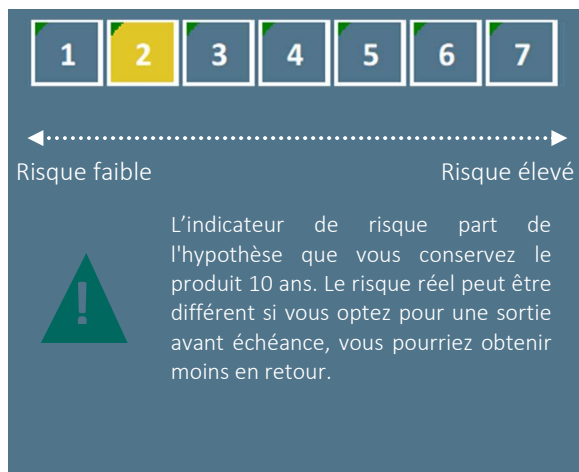 1 2 3 4 5 6 7
Risque faible Risque élevé
L’indicateur de risque part de
l'hypothèse que vous conservez le
produit 10 ans. Le risque réel peut être
différent si vous optez pour une sortie
avant échéance, vous pourriez obtenir
moins en retour.
!